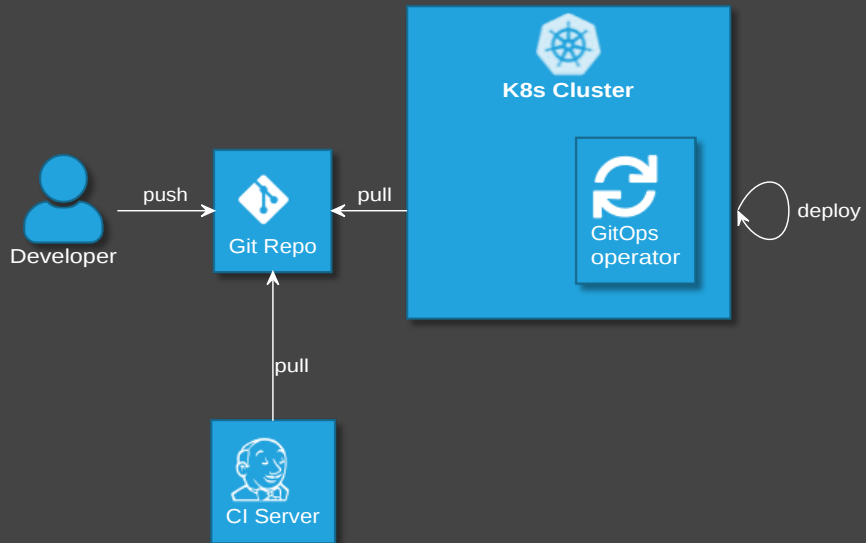 K8s Cluster
push
pull
deploy
Developer
Git Repo
GitOps
operator
pull
CI Server